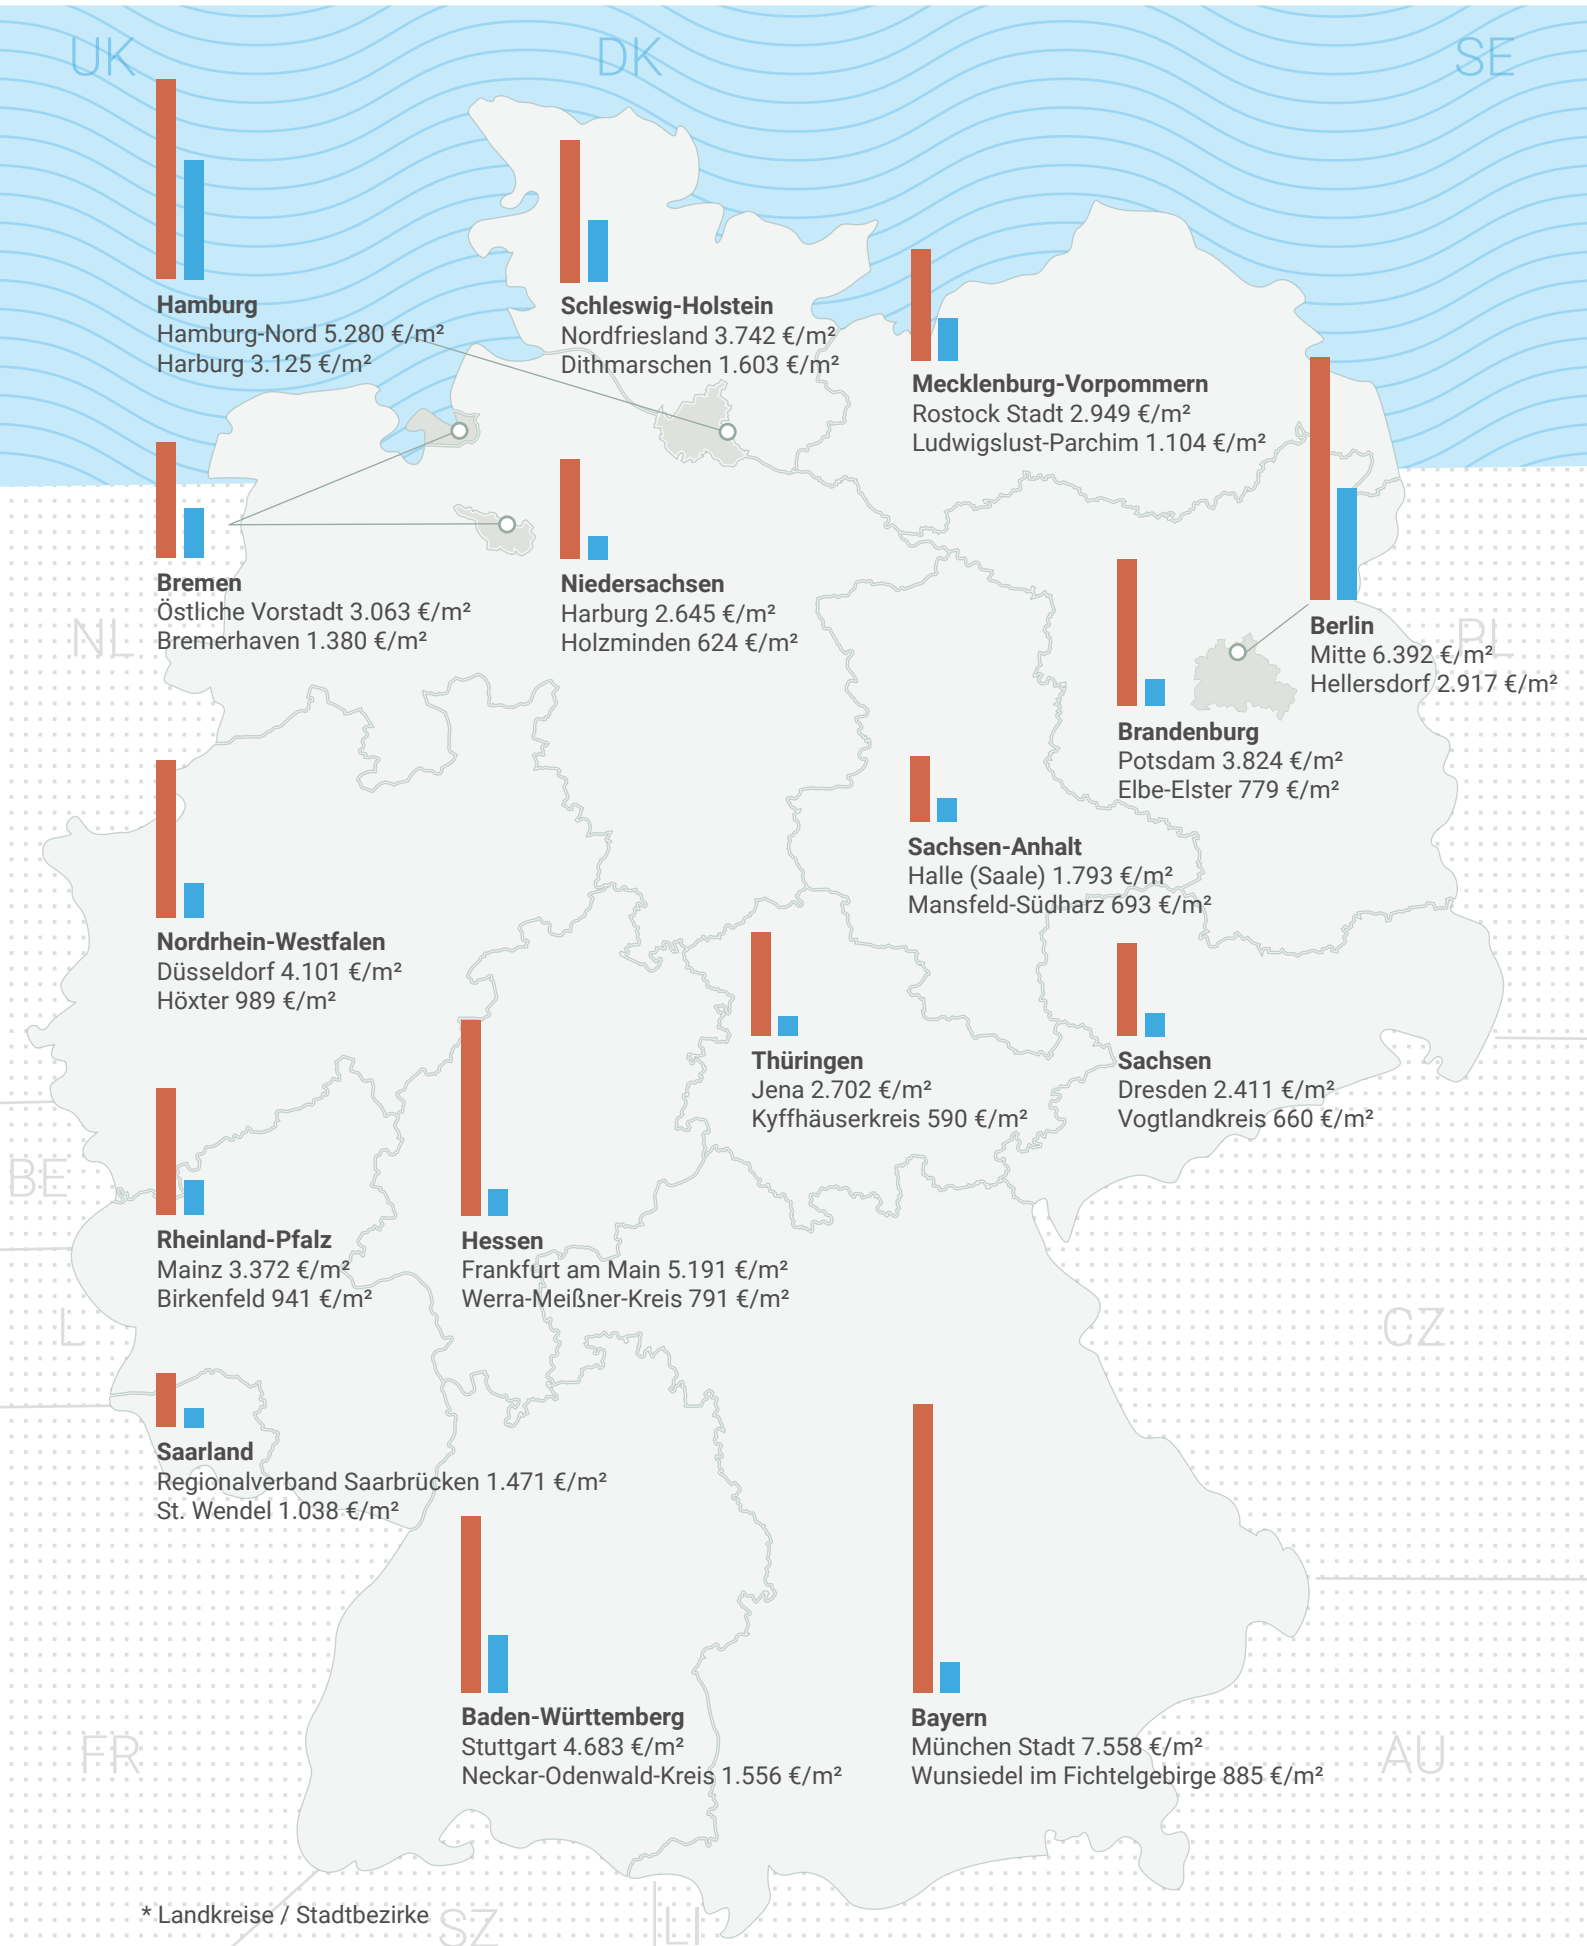 UK
DK
SE
Hamburg
Hamburg-Nord 5.280 €/m²
Harburg 3.125 €/m²
Schleswig-Holstein
Nordfriesland 3.742 €/m²
Dithmarschen 1.603 €/m²
Mecklenburg-Vorpommern
Rostock Stadt 2.949 €/m²
Ludwigslust-Parchim 1.104 €/m²
Bremen
Östliche Vorstadt 3.063 €/m²
Bremerhaven 1.380 €/m²
NL
Niedersachsen
Harburg 2.645 €/m²
Holzminden 624 €/m²
Berlin
Mitte 6.392 €/m²
Hellersdorf 2.917 €/m²
PL
Brandenburg
Potsdam 3.824 €/m²
Elbe-Elster 779 €/m²
Sachsen-Anhalt
Halle (Saale) 1.793 €/m²
Mansfeld-Südharz 693 €/m²
Nordrhein-Westfalen
Düsseldorf 4.101 €/m²
Höxter 989 €/m²
Thüringen
Jena 2.702 €/m²
Kyffhäuserkreis 590 €/m²
Sachsen
Dresden 2.411 €/m²
Vogtlandkreis 660 €/m²
BE
Rheinland-Pfalz
Mainz 3.372 €/m²
Birkenfeld 941 €/m²
Hessen
Frankfurt am Main 5.191 €/m²
Werra-Meißner-Kreis 791 €/m²
L
CZ
Saarland
Regionalverband Saarbrücken 1.471 €/m²
St. Wendel 1.038 €/m²
Baden-Württemberg
Stuttgart 4.683 €/m²
Neckar-Odenwald-Kreis 1.556 €/m²
Bayern
München Stadt 7.558 €/m²
Wunsiedel im Fichtelgebirge 885 €/m²
FR
AU
* Landkreise / Stadtbezirke
SZ
LI